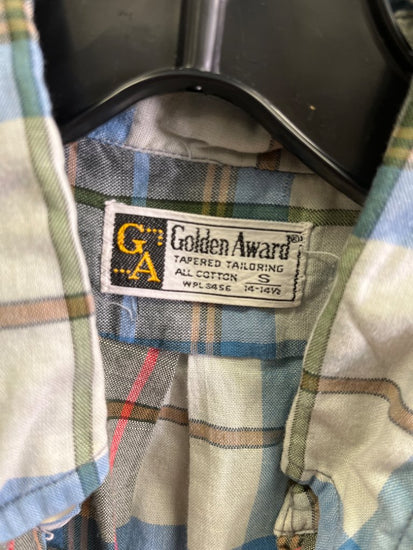 GA
Golden Award®
TAPERED TAILORING
ALL COTTON S
WPL 3456 14-14½